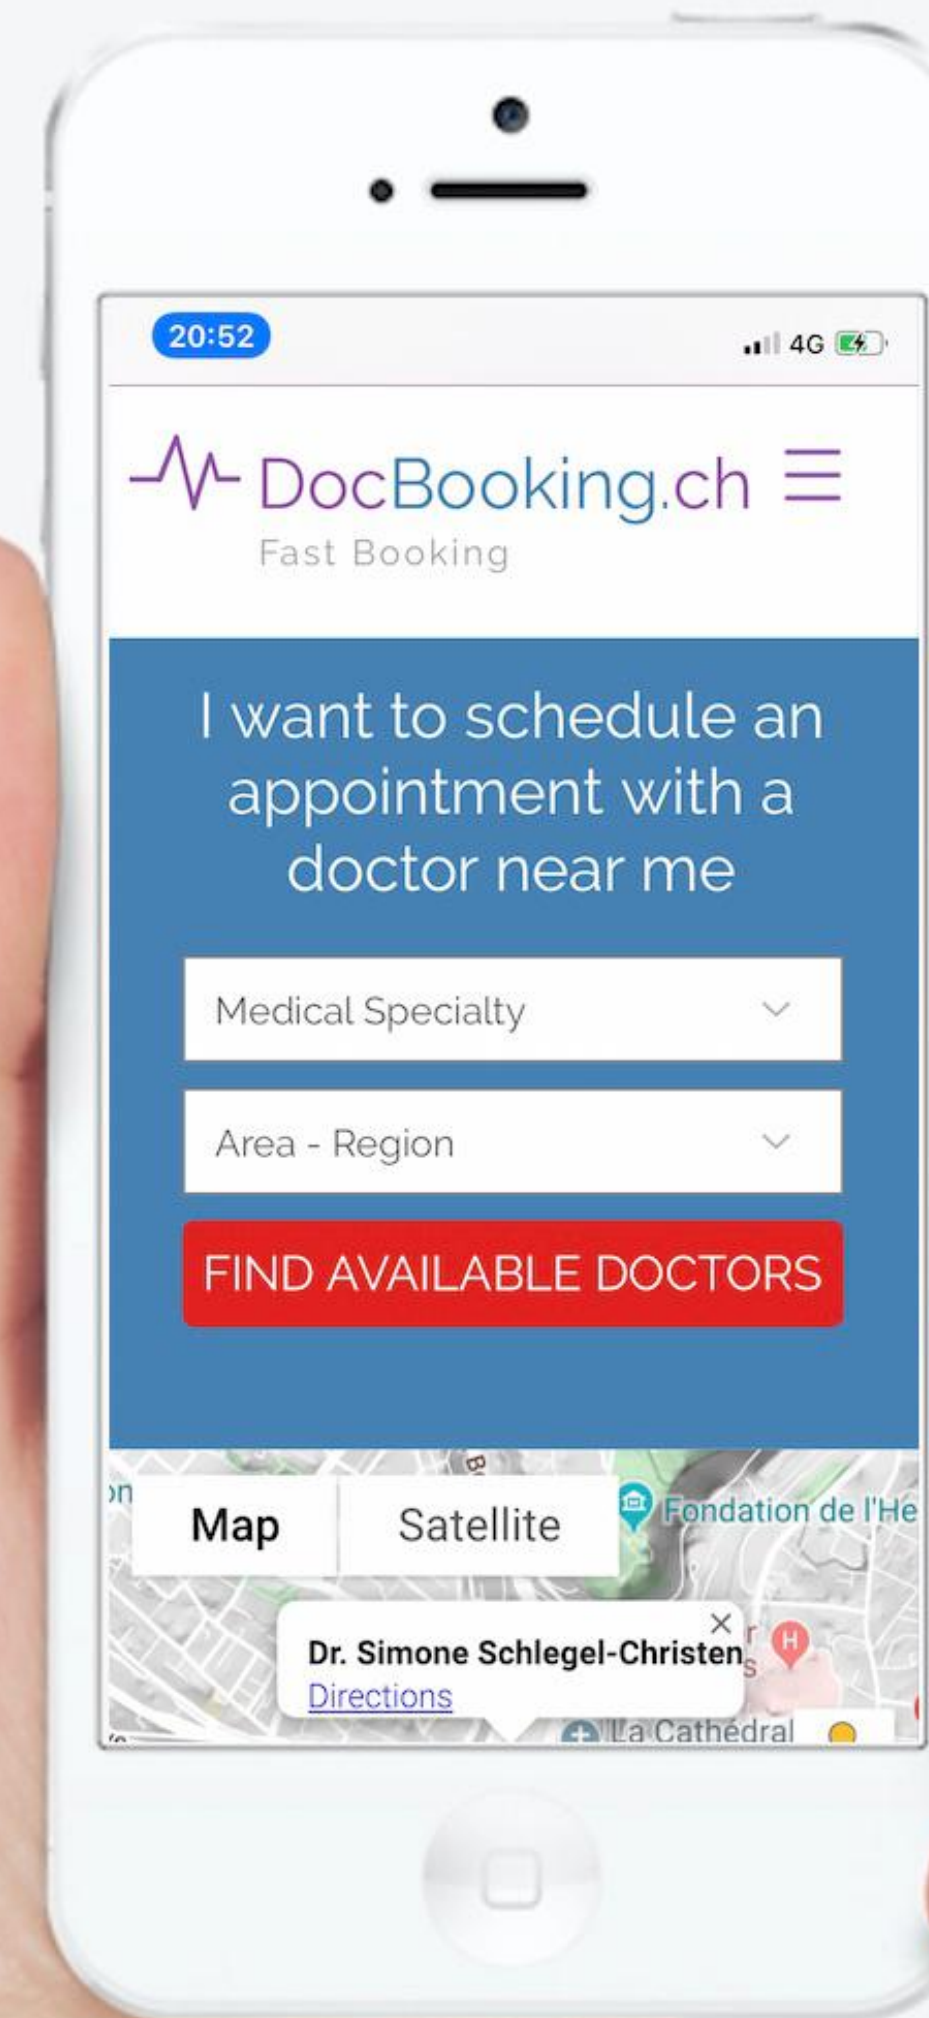 20:52
4G
DocBooking.ch
Fast Booking
I want to schedule an
appointment with a
doctor near me
Medical Specialty
Area - Region
FIND AVAILABLE DOCTORS
Map
Satellite
Fondation de l'He
Dr. Simone Schlegel-Christen
Directions
H
La Cathédral